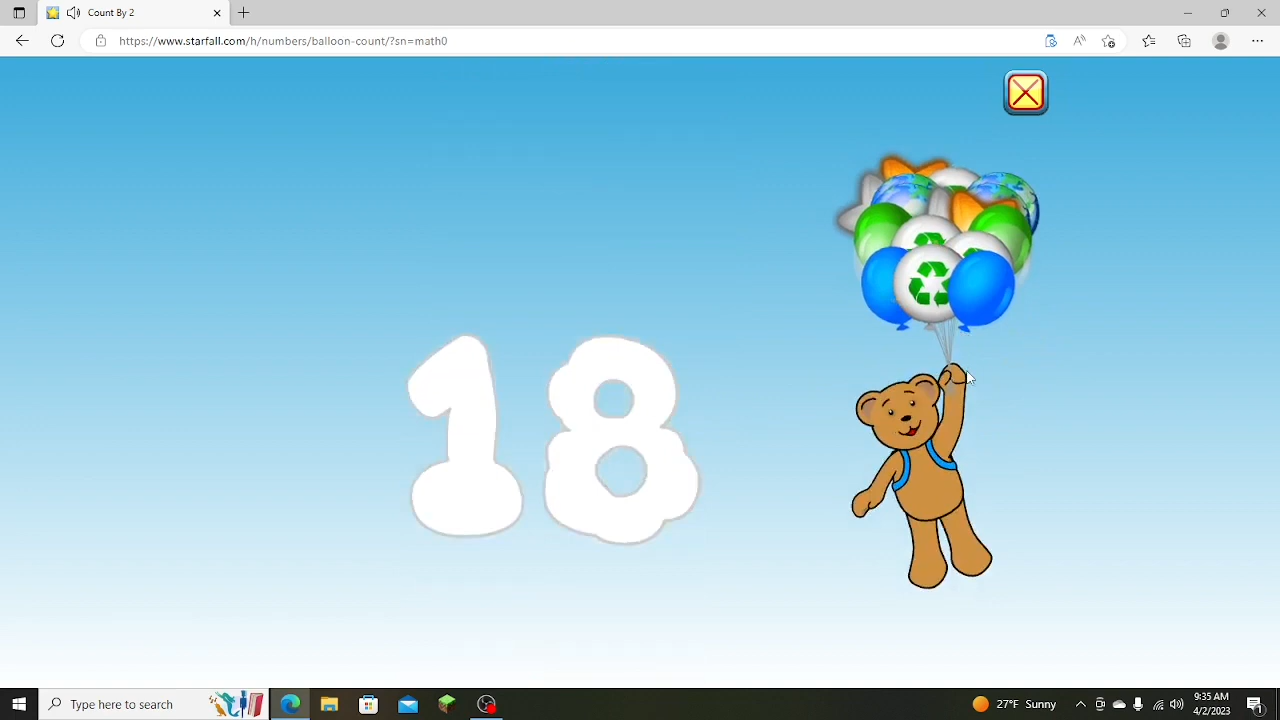 Count By 2
https://www.starfall.com/h/numbers/balloon-count/?sn=math0
18
Type here to search
27°F Sunny
9:35 AM
4/2/2023
1